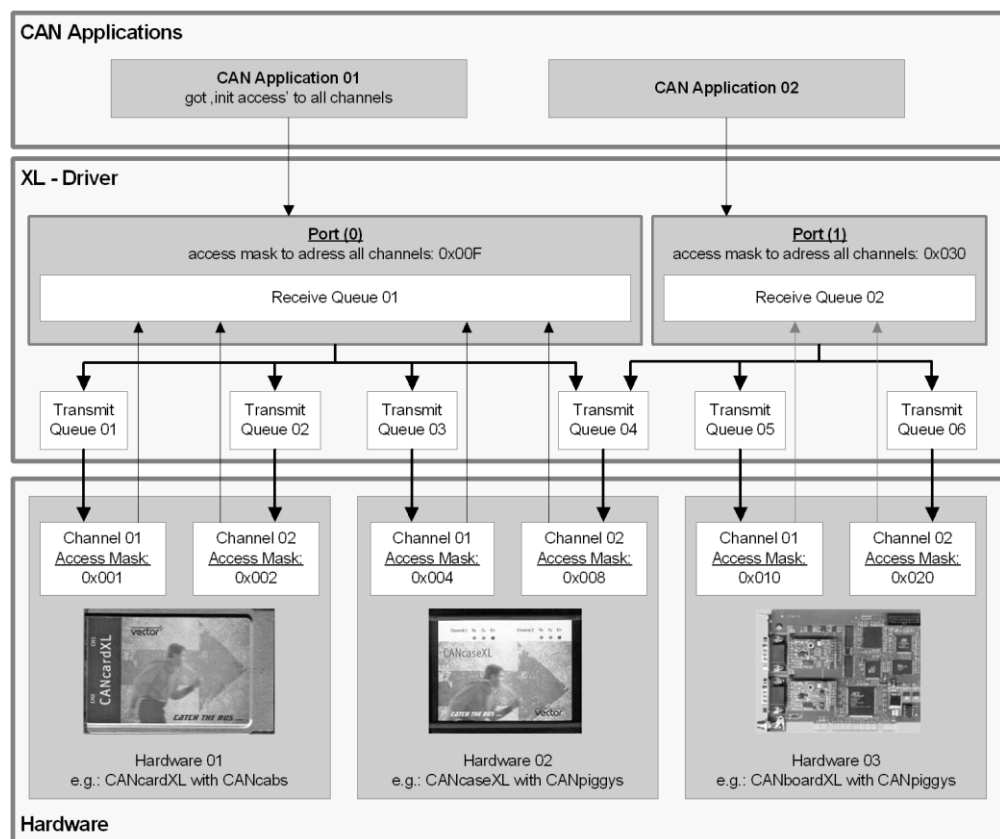 CAN Applications
CAN Application 01
got ‚init access' to all channels
CAN Application 02
XL - Driver
Port (0)
access mask to adress all channels: 0x00F
Receive Queue 01
Port (1)
access mask to adress all channels: 0x030
Receive Queue 02
Transmit
Queue 01
Transmit
Queue 02
Transmit
Queue 03
Transmit
Queue 04
Transmit
Queue 05
Transmit
Queue 06
Channel 01
Access Mask:
0x001
Channel 02
Access Mask:
0x002
Channel 01
Access Mask:
0x004
Channel 02
Access Mask:
0x008
Channel 01
Access Mask:
0x010
Channel 02
Access Mask:
0x020
vector
CANcardXL
CATCH THE BUS ...
CANcaseXL
CATCH THE BUS ...
vector
Hardware 01
e.g.: CANcardXL with CANcabs
Hardware 02
e.g.: CANcaseXL with CANpiggys
Hardware 03
e.g.: CANboardXL with CANpiggys
Hardware